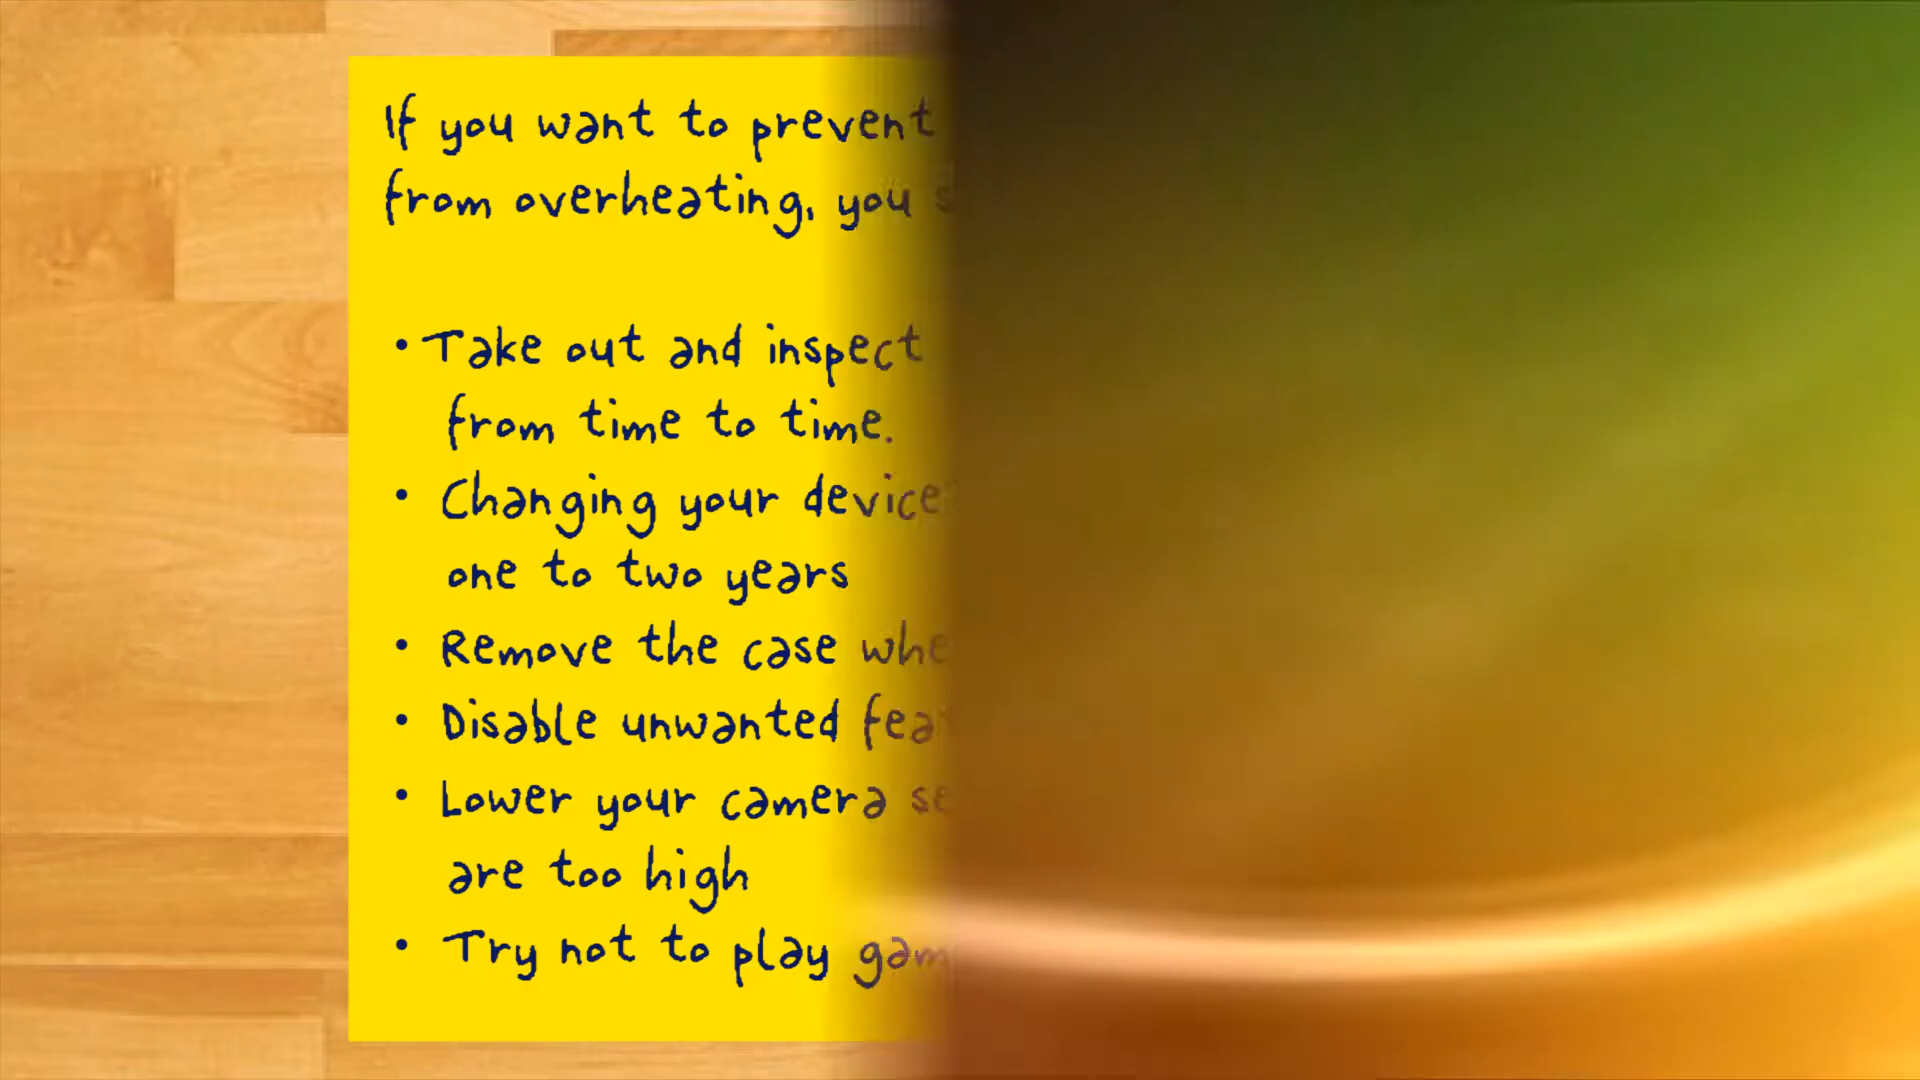 If you want to prevent
from overheating, you
• Take out and inspect
from time to time.
• Changing your device
one to two years
• Remove the case
• Disable unwanted
• Lower your camera
are too high
• Try not to play